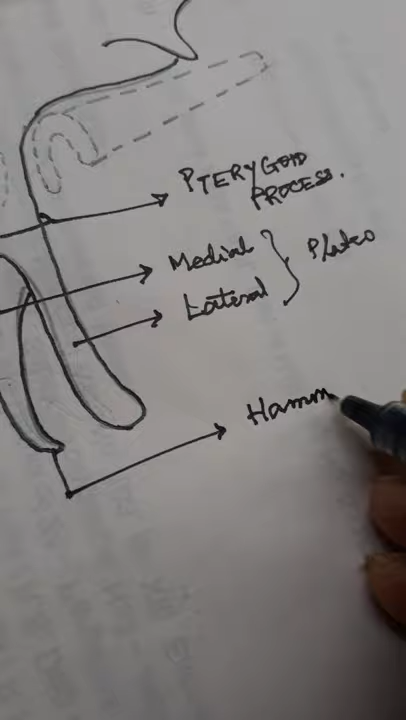 PTERYGOID
PROCESS.
Medial
Lateral
Plates
Hamm